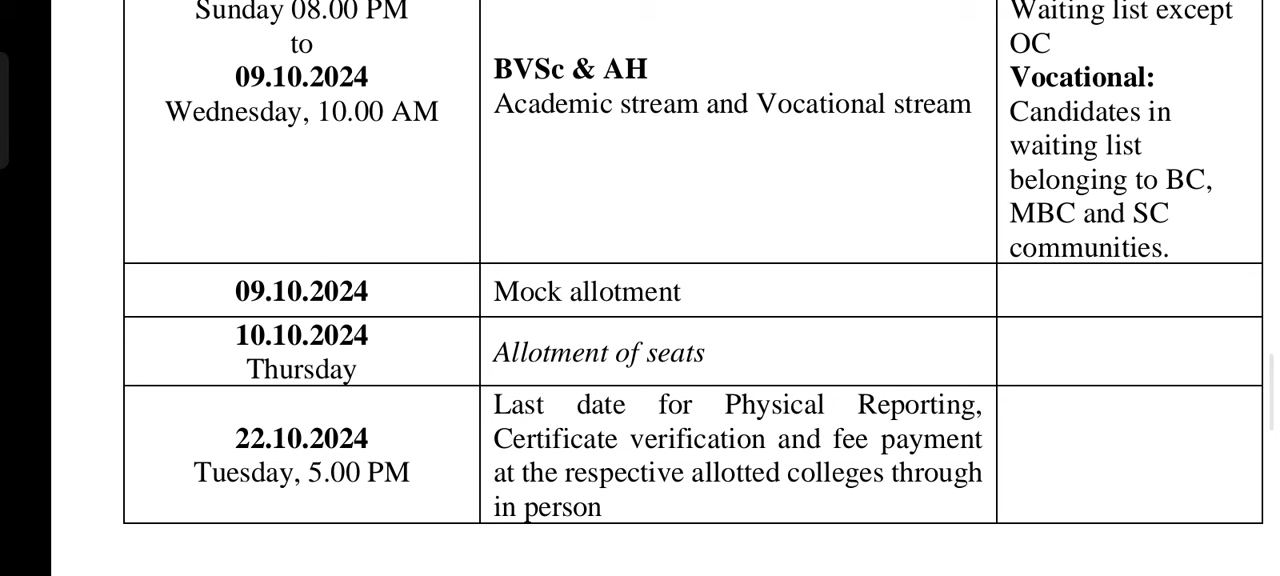 Sunday 08.00 PM
to
09.10.2024
Wednesday, 10.00 AM
BVSc & AH
Academic stream and Vocational stream
Waiting list except
OC
Vocational:
Candidates in
waiting list
belonging to BC,
MBC and SC
communities.
09.10.2024
Mock allotment
10.10.2024
Thursday
Allotment of seats
22.10.2024
Tuesday, 5.00 PM
Last date for Physical Reporting,
Certificate verification and fee payment
at the respective allotted colleges through
in person